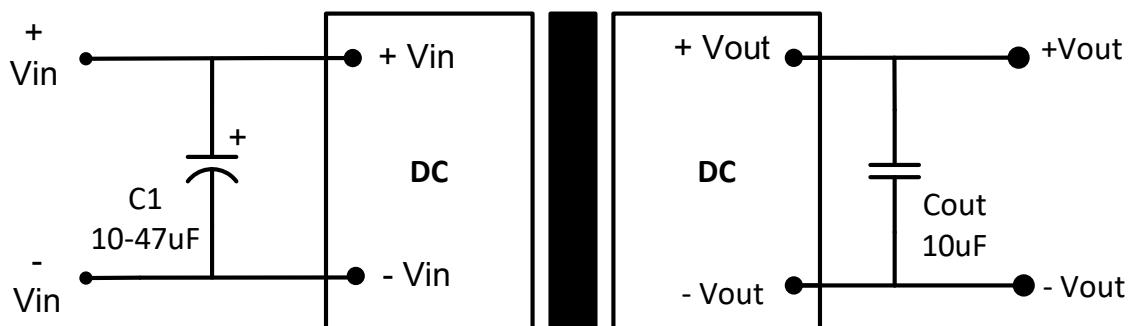 +
Vin
+ Vin
+ Vout
+Vout
+
DC
DC
C1
10-47uF
Cout
10uF
-
Vin
- Vin
- Vout
- Vout